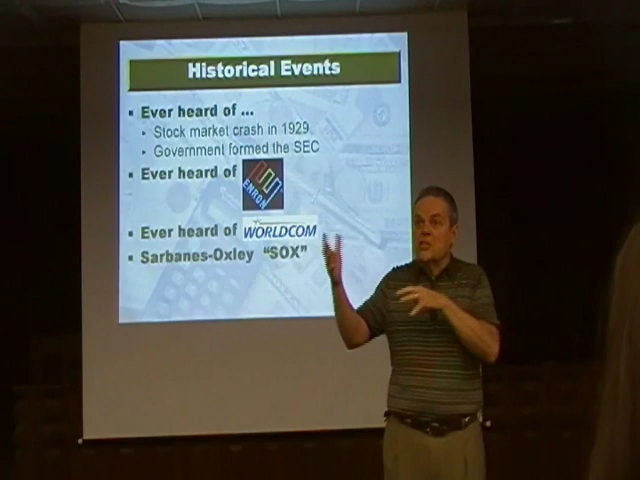 Historical Events
Ever heard of ...
Stock market crash in 1929
Government formed the SEC
Ever heard of ENRON
Ever heard of WORLDCOM
Sarbanes-Oxley "SOX"